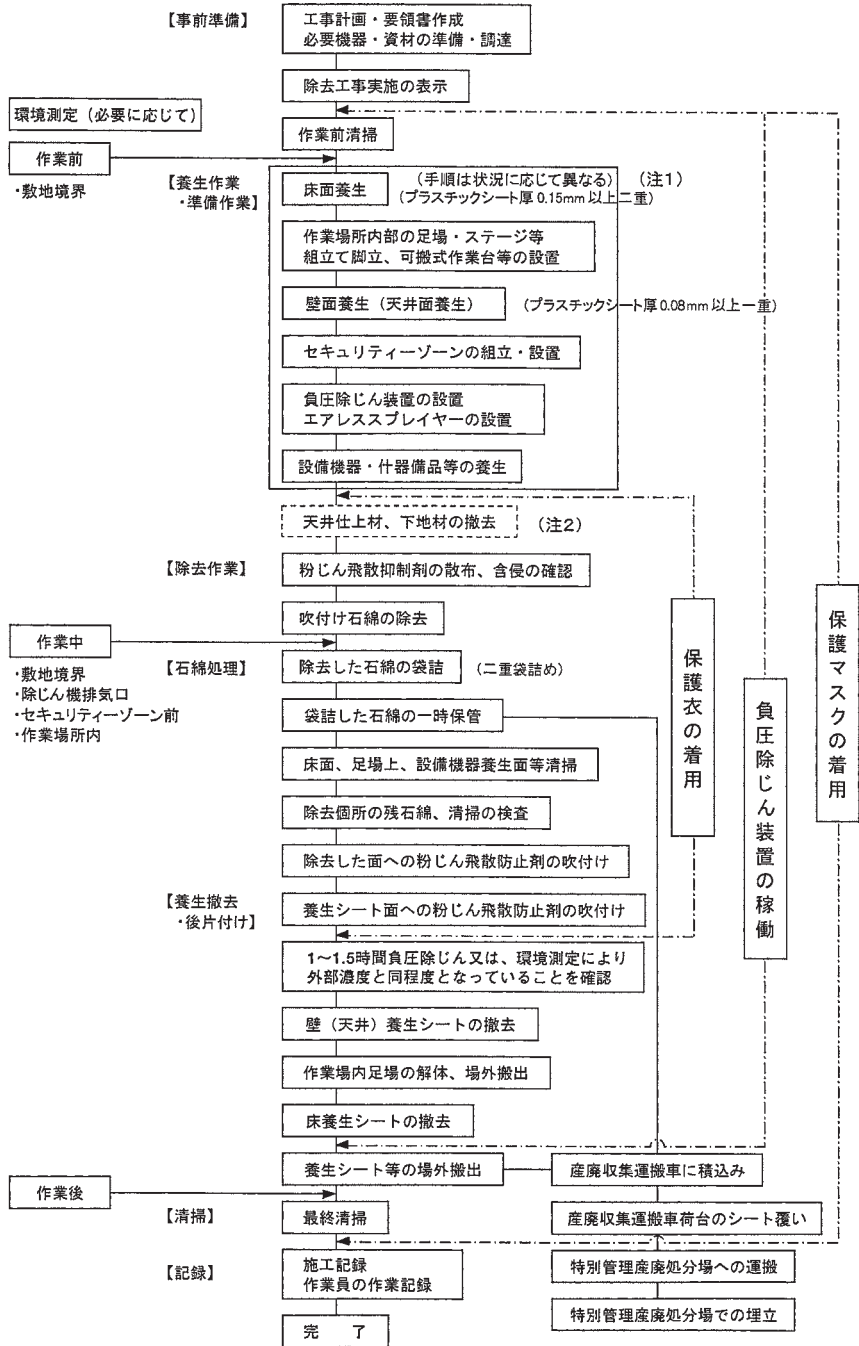 【事前準備】
工事計画・要領書作成
必要機器・資材の準備・調達
除去工事実施の表示
環境測定（必要に応じて）
作業前清掃
作業前
・敷地境界
【養生作業
・準備作業】
床面養生
（手順は状況に応じて異なる）（注1）
（プラスチックシート厚0.15mm以上二重）
作業場所内部の足場・ステージ等
組立て脚立、可搬式作業台等の設置
壁面養生（天井面養生）
（プラスチックシート厚0.08mm以上一重）
セキュリティーゾーンの組立・設置
負圧除じん装置の設置
エアレススプレイヤーの設置
設備機器・什器備品等の養生
天井仕上材、下地材の撤去
（注2）
【除去作業】
粉じん飛散抑制剤の散布、含侵の確認
吹付け石綿の除去
作業中
・敷地境界
・除じん機排気口
・セキュリティーゾーン前
・作業場所内
【石綿処理】
除去した石綿の袋詰
（二重袋詰め）
袋詰した石綿の一時保管
床面、足場上、設備機器養生面等清掃
除去個所の残石綿、清掃の検査
除去した面への粉じん飛散防止剤の吹付け
【養生撤去
・後片付け】
養生シート面への粉じん飛散防止剤の吹付け
1～1.5時間負圧除じん又は、環境測定により
外部濃度と同程度となっていることを確認
壁（天井）養生シートの撤去
作業場内足場の解体、場外搬出
床養生シートの撤去
養生シート等の場外搬出
作業後
【清掃】
最終清掃
【記録】
施工記録
作業員の作業記録
完　了
産廃収集運搬車に積込み
産廃収集運搬車荷台のシート覆い
特別管理産廃処分場への運搬
特別管理産廃処分場での埋立
保護衣の着用
負圧除じん装置の稼働
保護マスクの着用